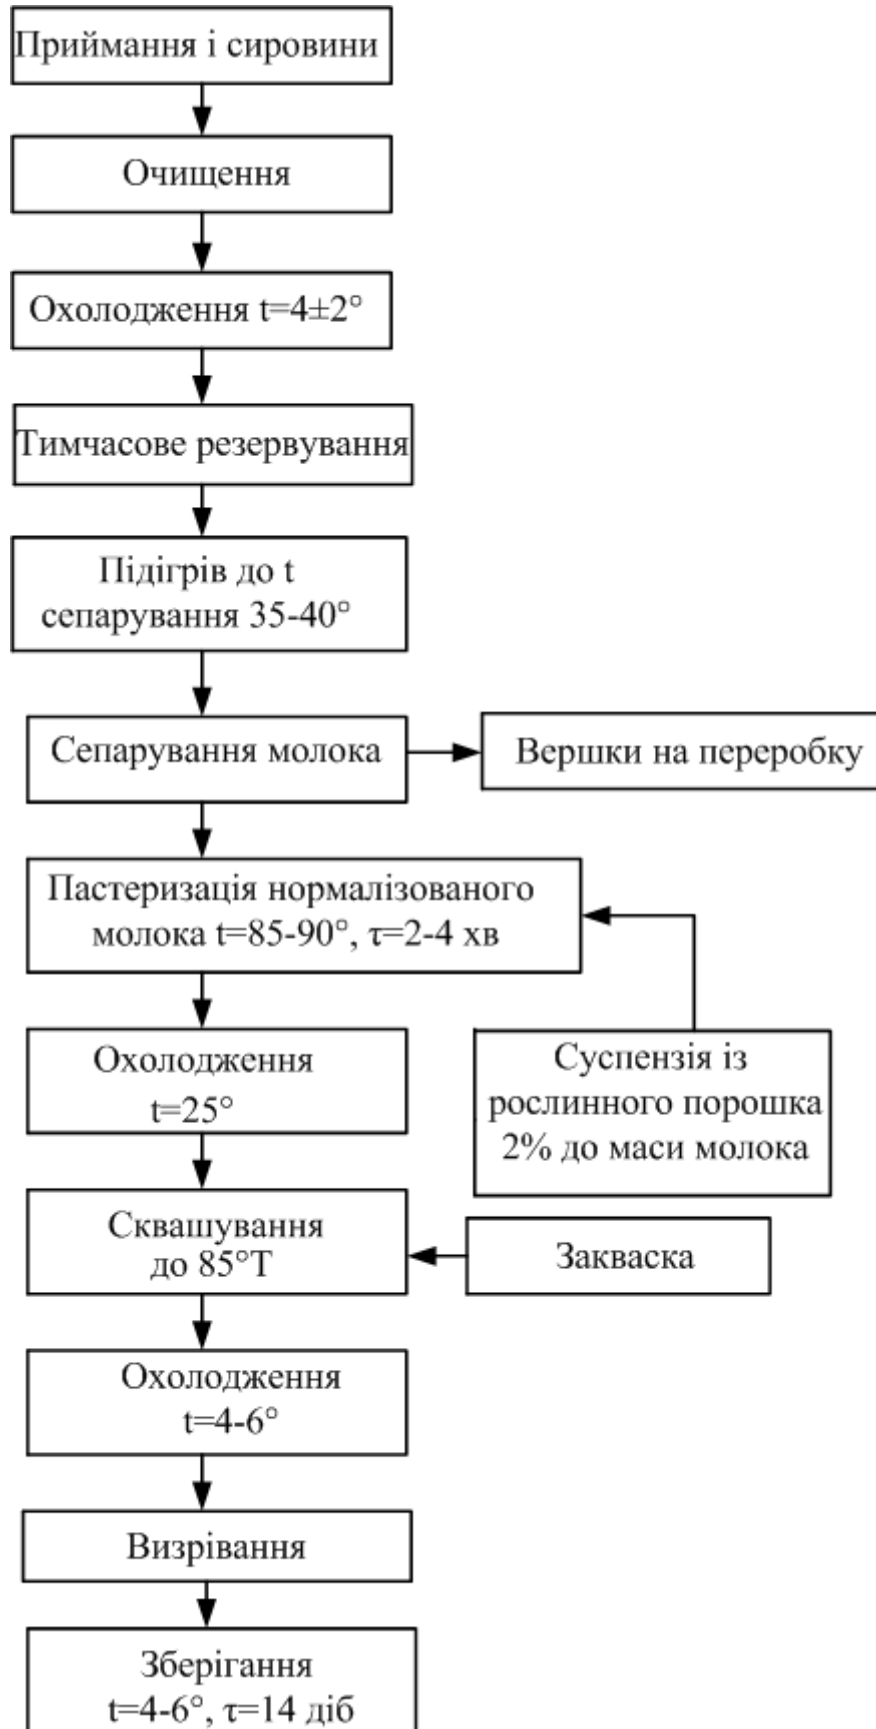 Приймання і сировини
Очищення
Охолодження t=4±2°
Тимчасове резервування
Підігрів до t
сепарування 35-40°
Сепарування молока
Вершки на переробку
Пастеризація нормалізованого
молока t=85-90°, τ=2-4 хв
Охолодження
t=25°
Суспензія із
рослинного порошка
2% до маси молока
Сквашування
до 85°Т
Закваска
Охолодження
t=4-6°
Визрівання
Зберігання
t=4-6°, τ=14 діб